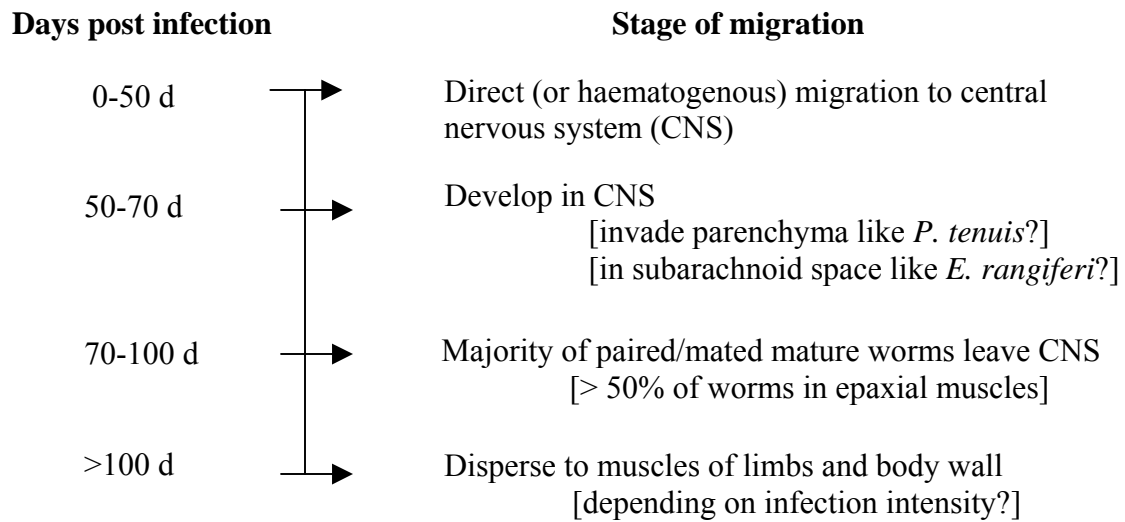 Days post infection Stage of migration
0-50 d Direct (or haematogenous) migration to central
nervous system (CNS)
50-70 d Develop in CNS
[invade parenchyma like P. tenuis?]
[in subarachnoid space like E. rangiferi?]
70-100 d Majority of paired/mated mature worms leave CNS
[> 50% of worms in epaxial muscles]
>100 d Disperse to muscles of limbs and body wall
[depending on infection intensity?]